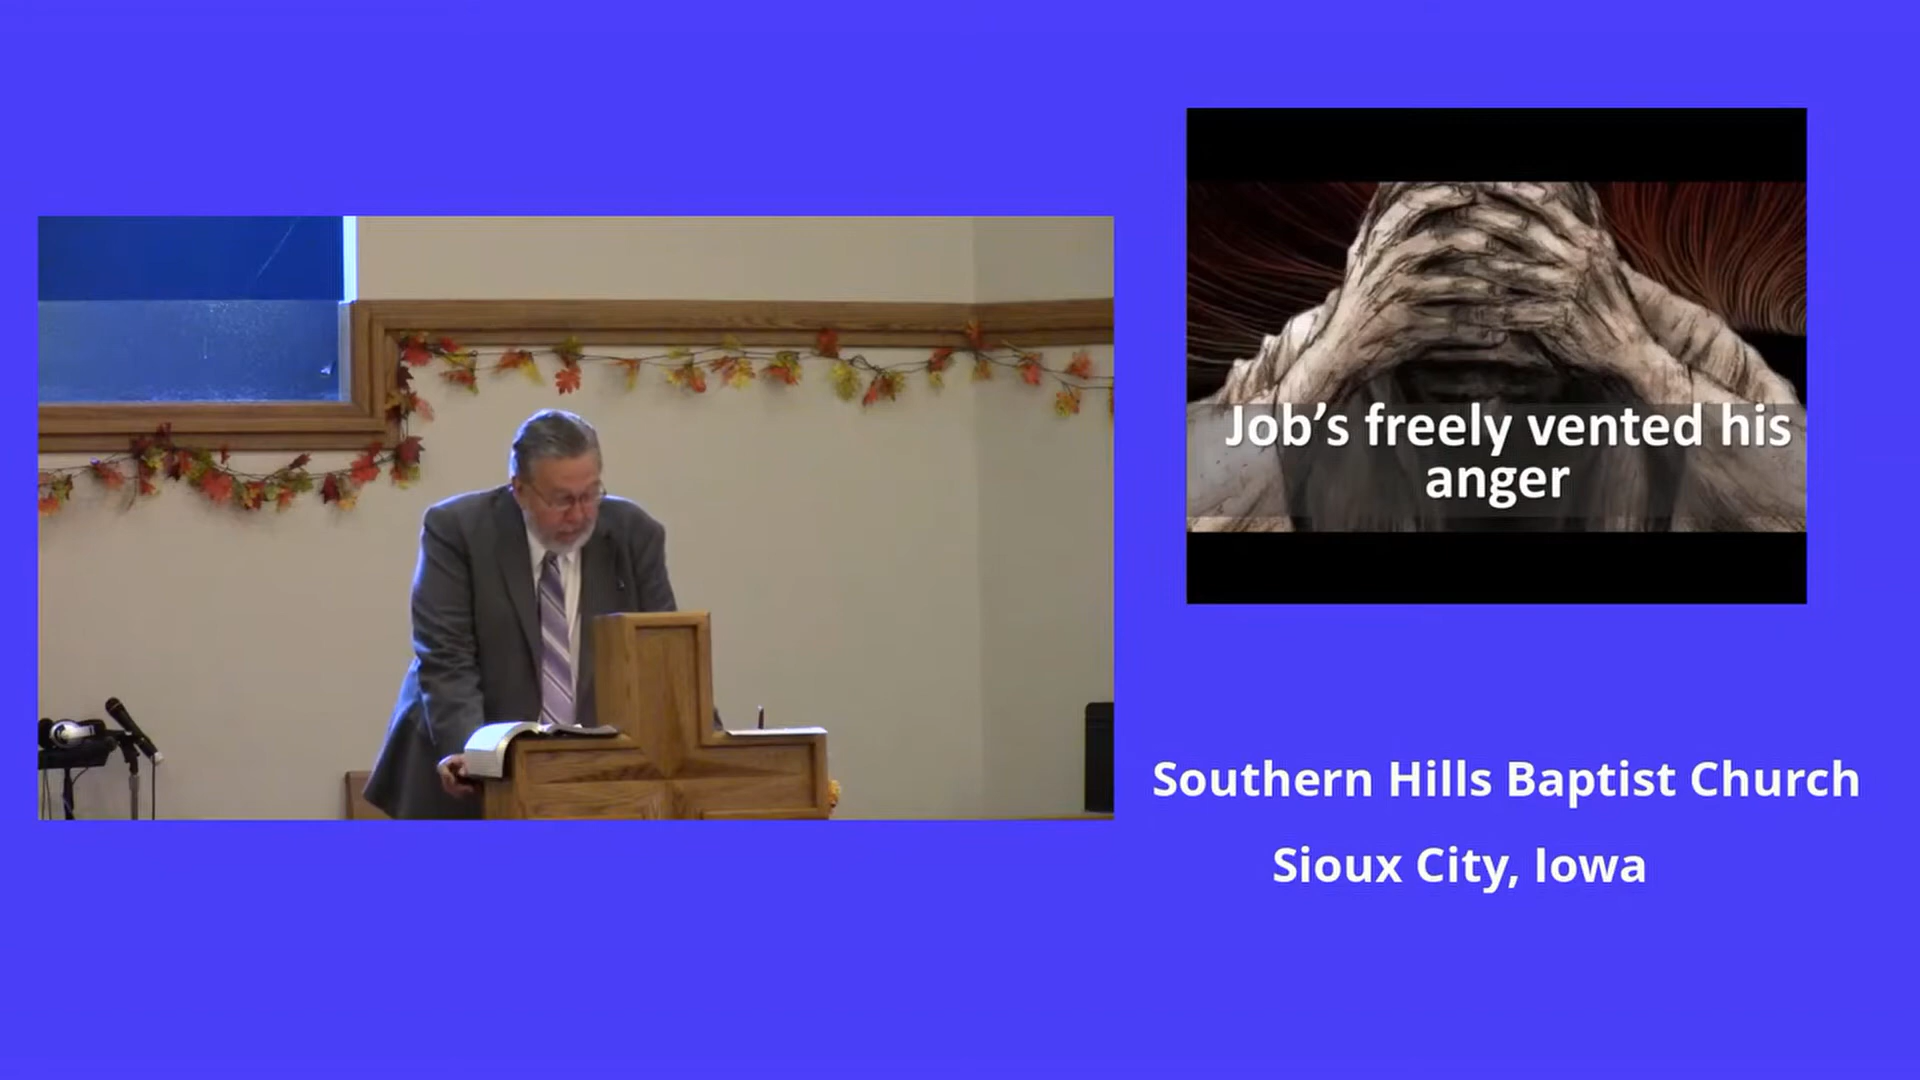 Job’s freely vented his
anger
Southern Hills Baptist Church
Sioux City, Iowa